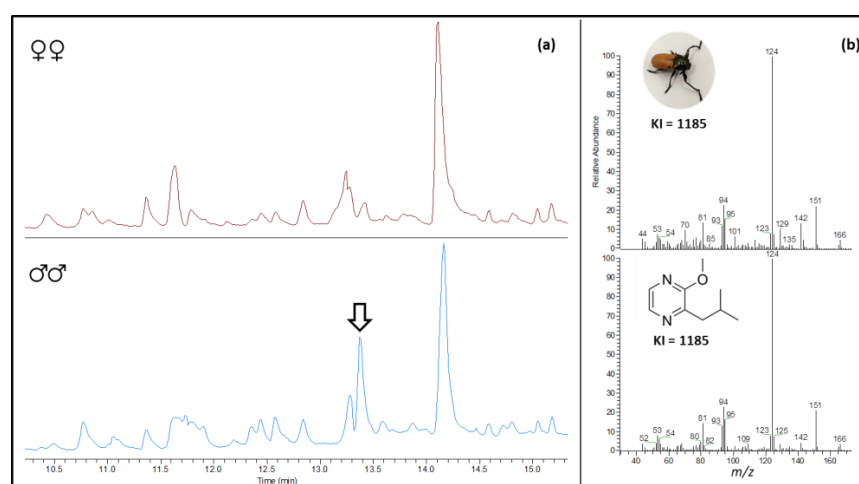 ♀♀
(a)
♂♂
10.5 11.0 11.5 12.0 12.5 13.0 13.5 14.0 14.5 15.0
Time (min)
(b)
KI = 1185
Relative Abundance
100
90
80
70
60
50
40
30
20
10
0
124
44 53 54 70 81 85 93 94 95 101 123 129 135 142 151 166
124
O
N
N
KI = 1185
100
90
80
70
60
50
40
30
20
10
0
52 53 54 80 81 82 93 94 95 109 123 125 142 151 166
40 60 80 100 120 140 160
m/z